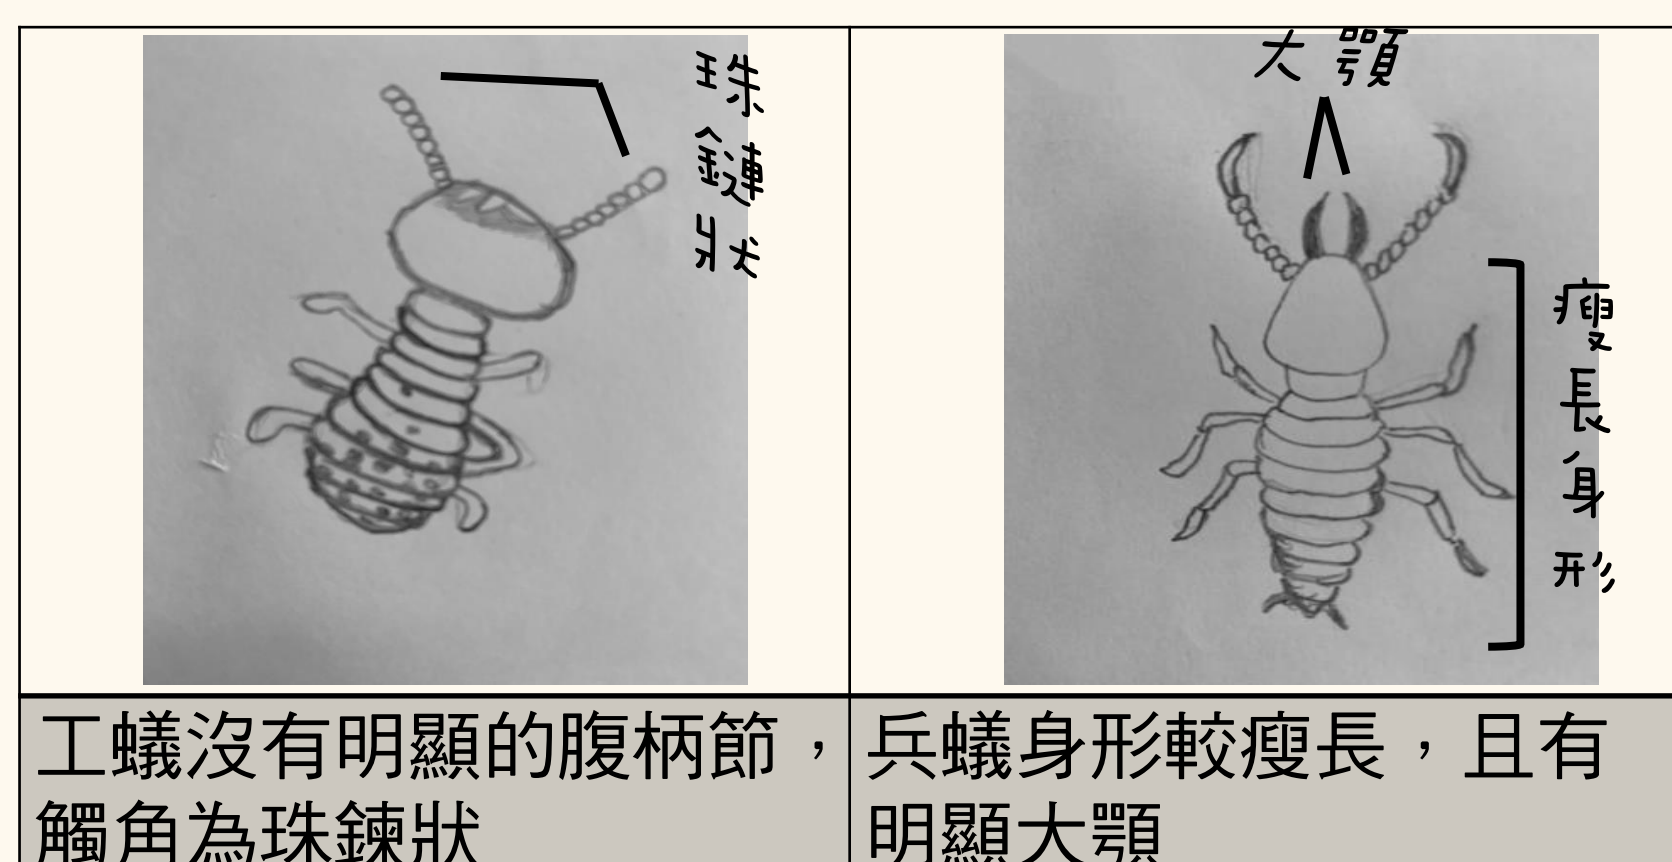 珠鏈狀
大顎
瘦長身形
工蟻沒有明顯的腹柄節，
觸角為珠鍊狀
兵蟻身形較瘦長，且有
明顯大顎